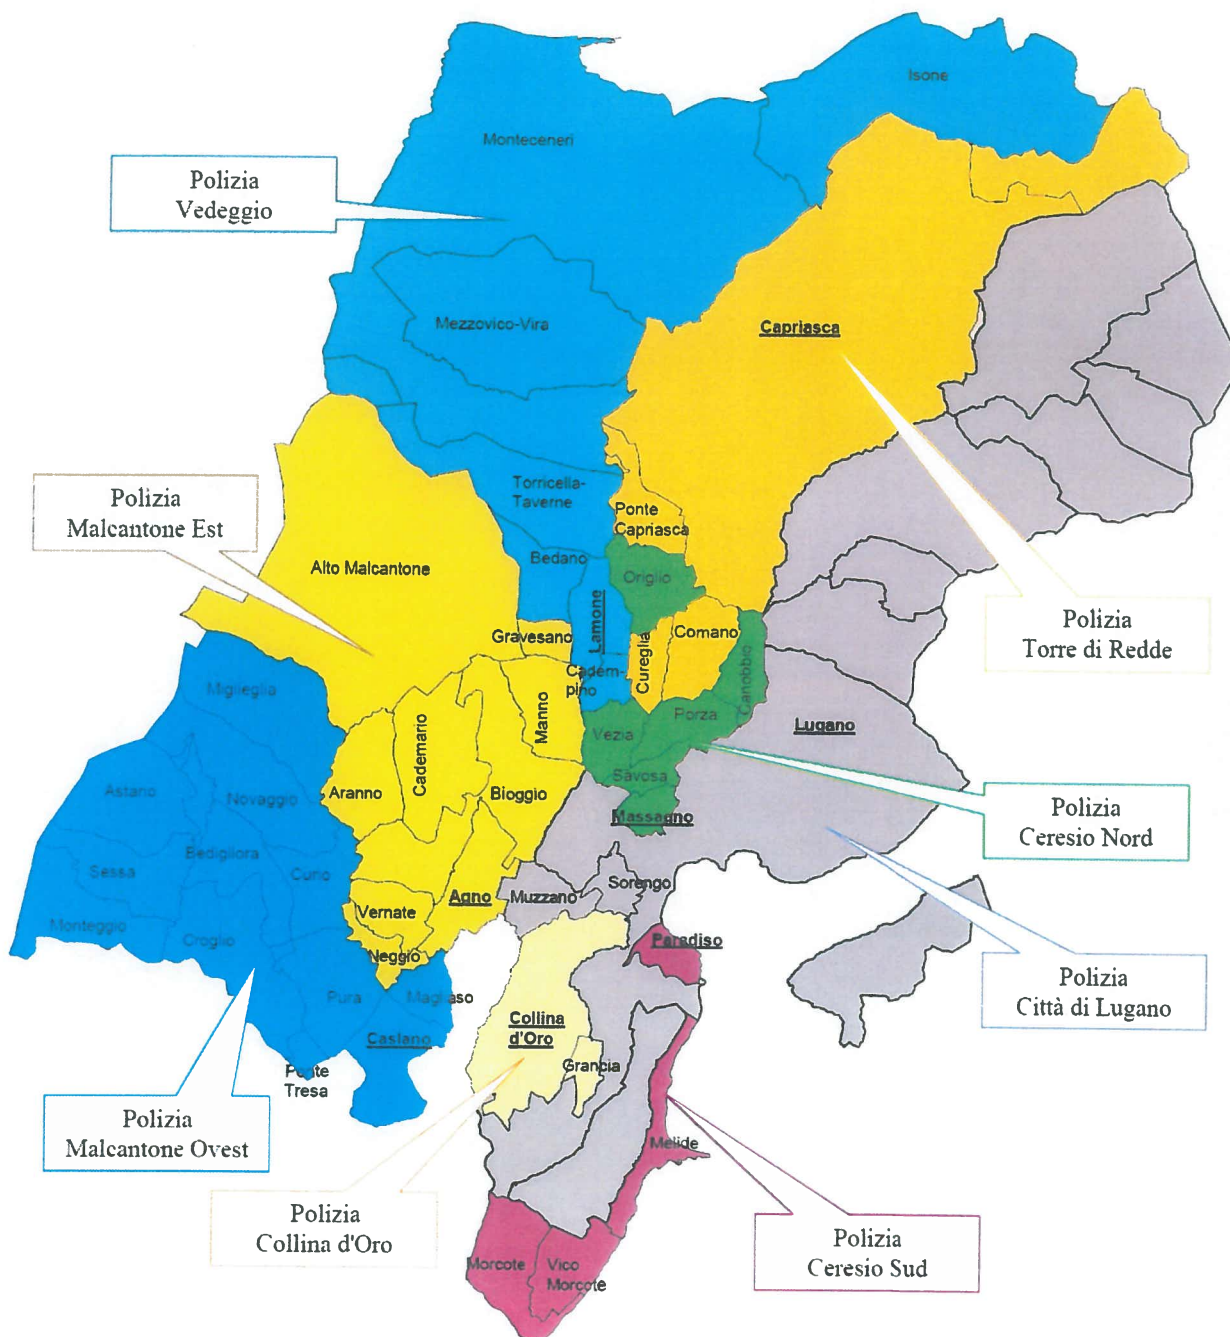 Isone
Monteceneri
Polizia
Vedeggio
Mezzovico-Vira
Capriasca
Polizia
Malcantone Est
Torricella-
Taverne
Ponte
Capriasca
Alto Malcantone
Bedano
Origlio
Lamone
Gravesano
Cureglia
Comano
Canobbio
Polizia
Torre di Redde
Cadem-
pino
Miglieglia
Cademario
Manno
Vezia
Porza
Lugano
Savosa
Astano
Novaggio
Aranno
Bioggio
Massagno
Polizia
Ceresio Nord
Bedigliora
Sessa
Curio
Muzzano
Sorengo
Agno
Vernate
Monteggio
Croglio
Neggio
Paradiso
Pura
Magliaso
Polizia
Città di Lugano
Collina
d'Oro
Caslano
Grancia
Ponte
Tresa
Polizia
Malcantone Ovest
Melide
Polizia
Collina d'Oro
Polizia
Ceresio Sud
Morcote
Vico
Morcote